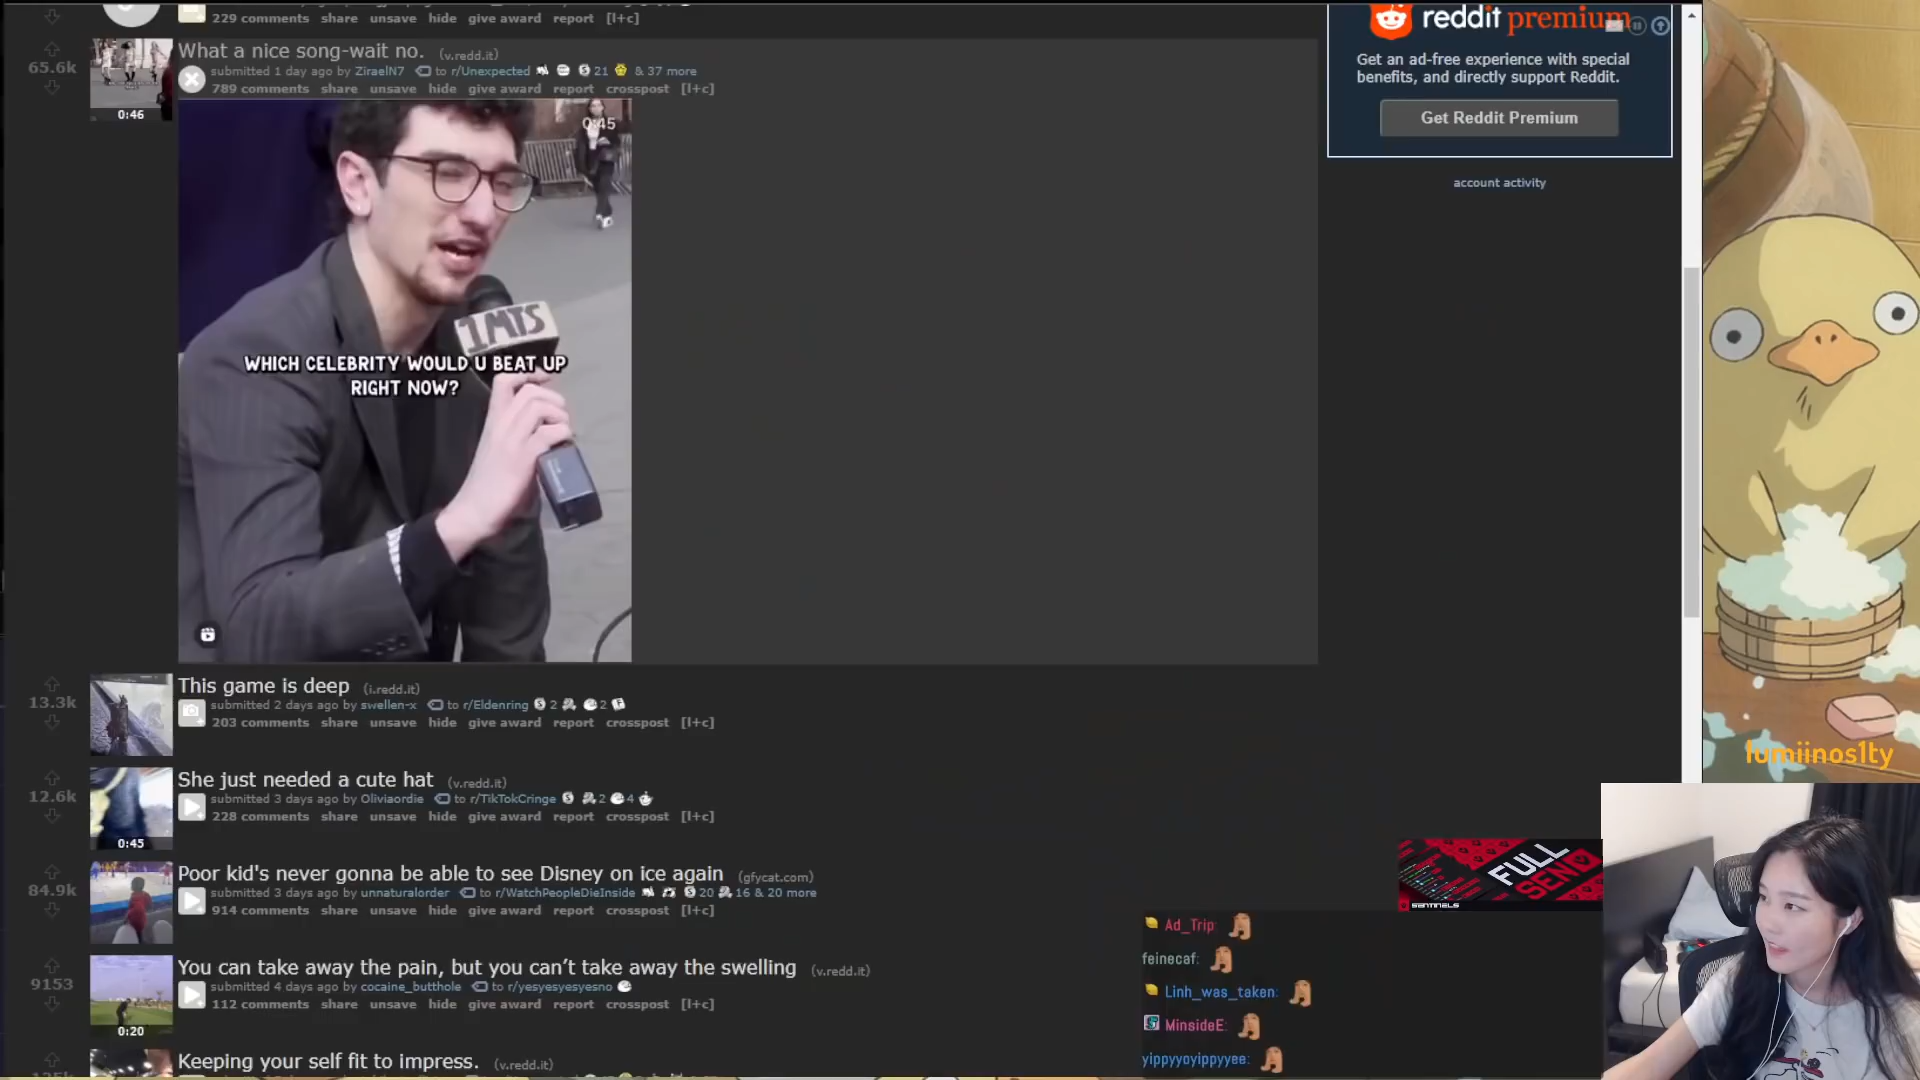 229 comments share unsave hide give award report [l+c]
65.6k
0:46
What a nice song-wait no. (v.redd.it)
submitted 1 day ago by ZiraelN7 to r/Unexpected 21 & 37 more
789 comments share unsave hide give award report crosspost [l+c]
0:45
1MTS
WHICH CELEBRITY WOULD U BEAT UP
RIGHT NOW?
13.3k
This game is deep (i.redd.it)
submitted 2 days ago by swellen-x to r/Eldenring 2 2
203 comments share unsave hide give award report crosspost [l+c]
12.6k
0:45
She just needed a cute hat (v.redd.it)
submitted 3 days ago by Oliviaordie to r/TikTokCringe 2 4
228 comments share unsave hide give award report crosspost [l+c]
84.9k
Poor kid's never gonna be able to see Disney on ice again (gfycat.com)
submitted 3 days ago by unnaturalorder to r/WatchPeopleDieInside 20 16 & 20 more
914 comments share unsave hide give award report crosspost [l+c]
9153
0:20
You can take away the pain, but you can’t take away the swelling (v.redd.it)
submitted 4 days ago by cocaine_butthole to r/yesyesyesyesno
112 comments share unsave hide give award report crosspost [l+c]
Keeping your self fit to impress. (v.redd.it)
reddit premium
Get an ad-free experience with special
benefits, and directly support Reddit.
Get Reddit Premium
account activity
lumiinos1ty
FULL
SEND
SENTINELS
Ad_Trip:
feinecaf:
Linh_was_taken:
MinsideE:
yippyyoyippyyee: